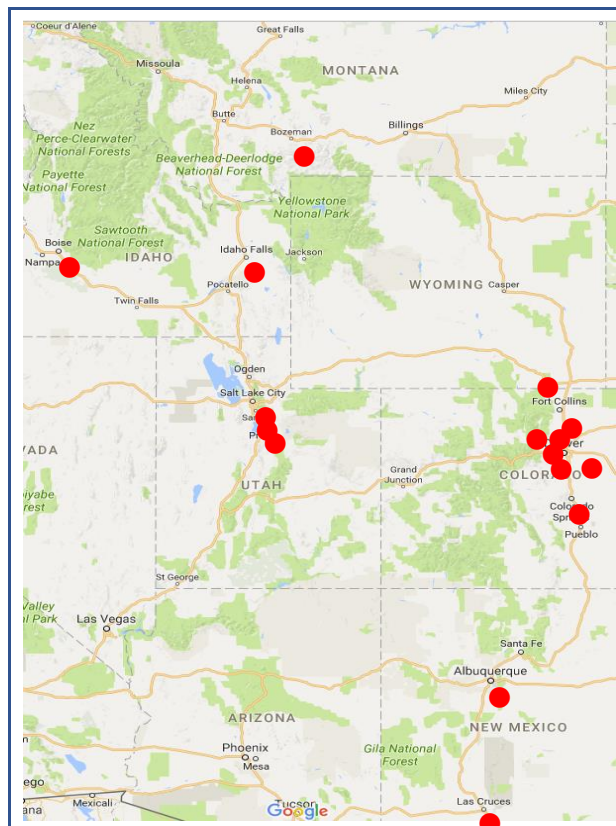 Coeur d'Alene
Great Falls
Missoula
MONTANA
Helena
Miles City
Butte
Billings
Bozeman
Nez
Perce-Clearwater
National Forests
Beaverhead-Deerlodge
National Forest
Payette
National Forest
Yellowstone
National Park
Sawtooth
National Forest
Boise
Nampa
IDAHO
Idaho Falls
Jackson
Pocatello
WYOMING
Casper
Twin Falls
Ogden
Salt Lake City
Fort Collins
VADA
Grand
Junction
COLORADO
UTAH
Colorado
Pueblo
St George
Las Vegas
Santa Fe
Albuquerque
ARIZONA
NEW MEXICO
Gila National
Forest
Phoenix
Mesa
Tucson
Google
Las Cruces
Mexicali